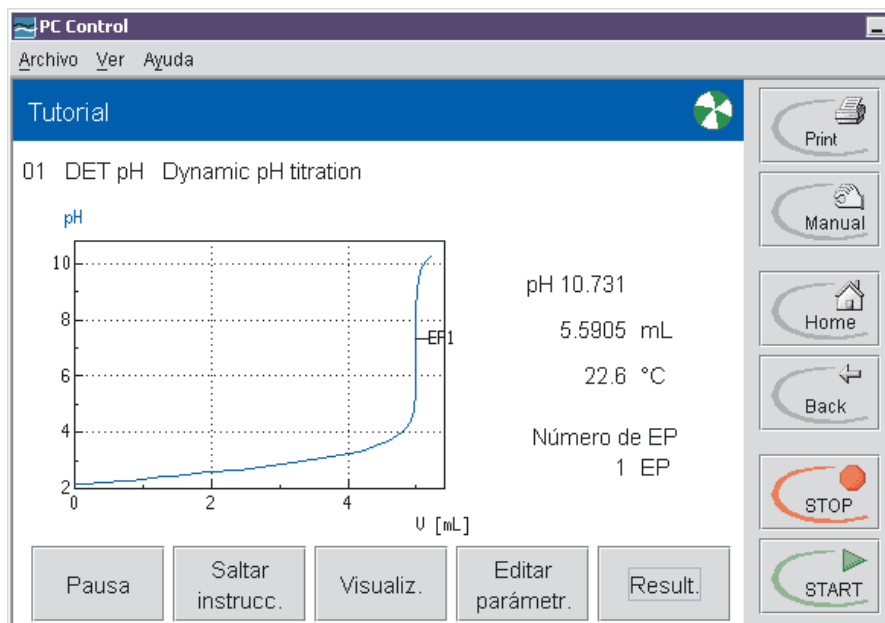 PC Control
Archivo Ver Ayuda
Tutorial
01 DET pH Dynamic pH titration
pH
10
8
6
4
2
0 2 4
V [mL]
EP1
pH 10.731
5.5905 mL
22.6 °C
Número de EP
1 EP
Pausa
Saltar
instrucc.
Visualiz.
Editar
parámetr.
Result.
Print
Manual
Home
Back
STOP
START